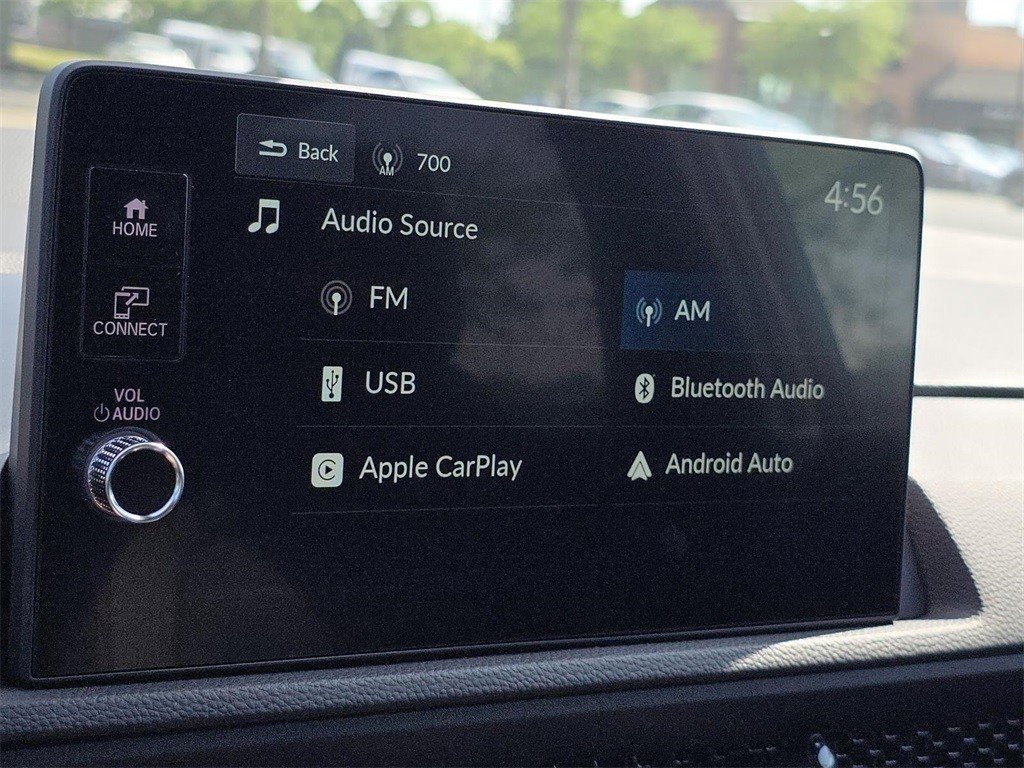 Back
AM
700
4:56
HOME
Audio Source
FM
AM
CONNECT
USB
Bluetooth Audio
VOL
AUDIO
Apple CarPlay
Android Auto